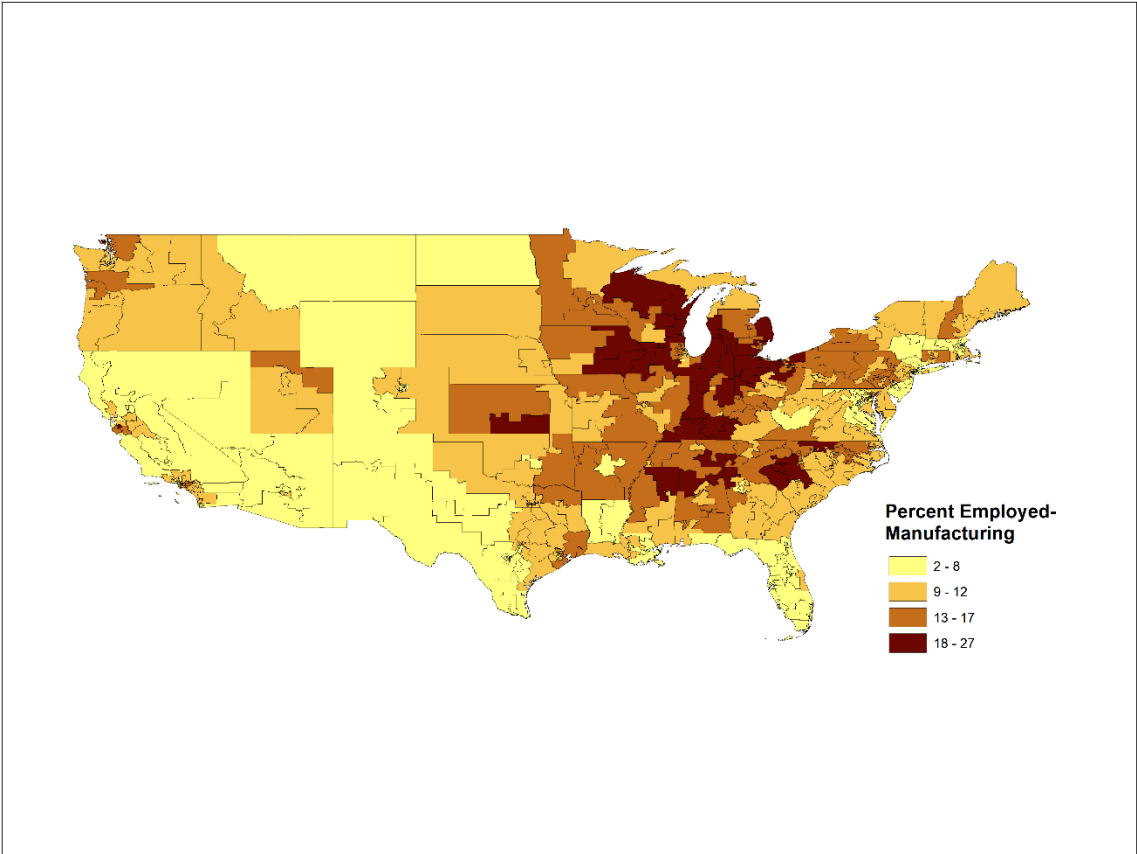 Percent Employed-
Manufacturing
2 - 8
9 - 12
13 - 17
18 - 27